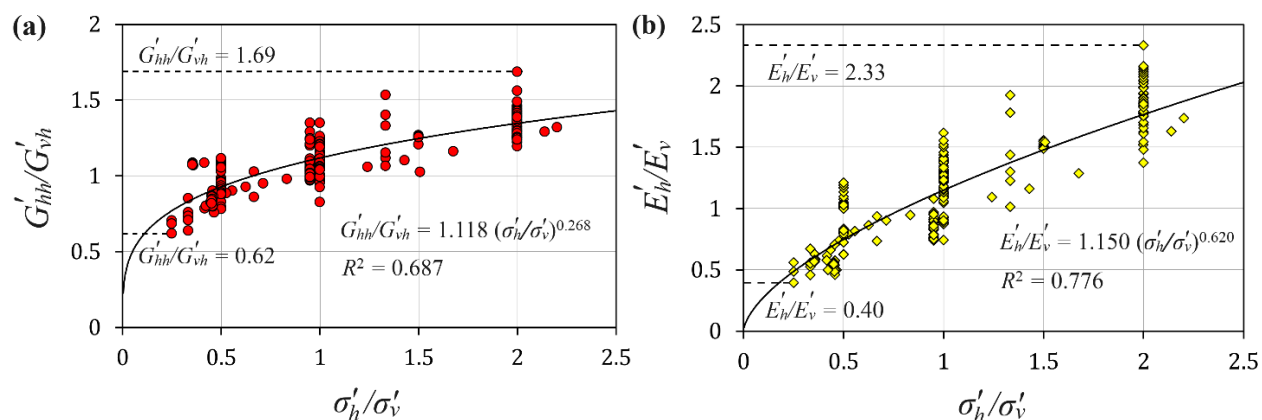 (a)
2
G'hh/G'vh = 1.69
1.5
1
0.5
0
G'hh/G'vh
G'hh/G'vh = 0.62
G'hh/G'vh = 1.118 (σ'h/σ'v)^0.268
R² = 0.687
0 0.5 1 1.5 2 2.5
σ'h/σ'v
(b)
2.5
E'h/E'v = 2.33
2
1.5
1
0.5
0
E'h/E'v
E'h/E'v = 1.150 (σ'h/σ'v)^0.620
R² = 0.776
E'h/E'v = 0.40
0 0.5 1 1.5 2 2.5
σ'h/σ'v